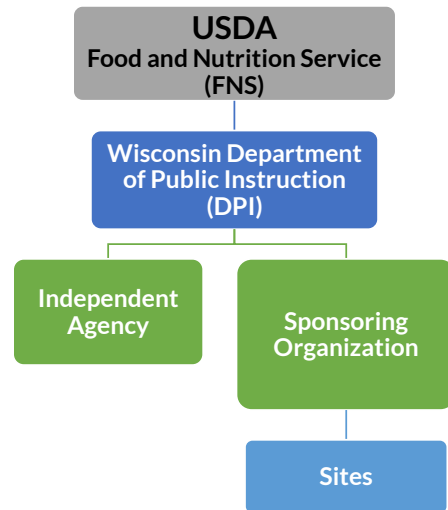 USDA
Food and Nutrition Service
(FNS)
Wisconsin Department
of Public Instruction
(DPI)
Independent
Agency
Sponsoring
Organization
Sites